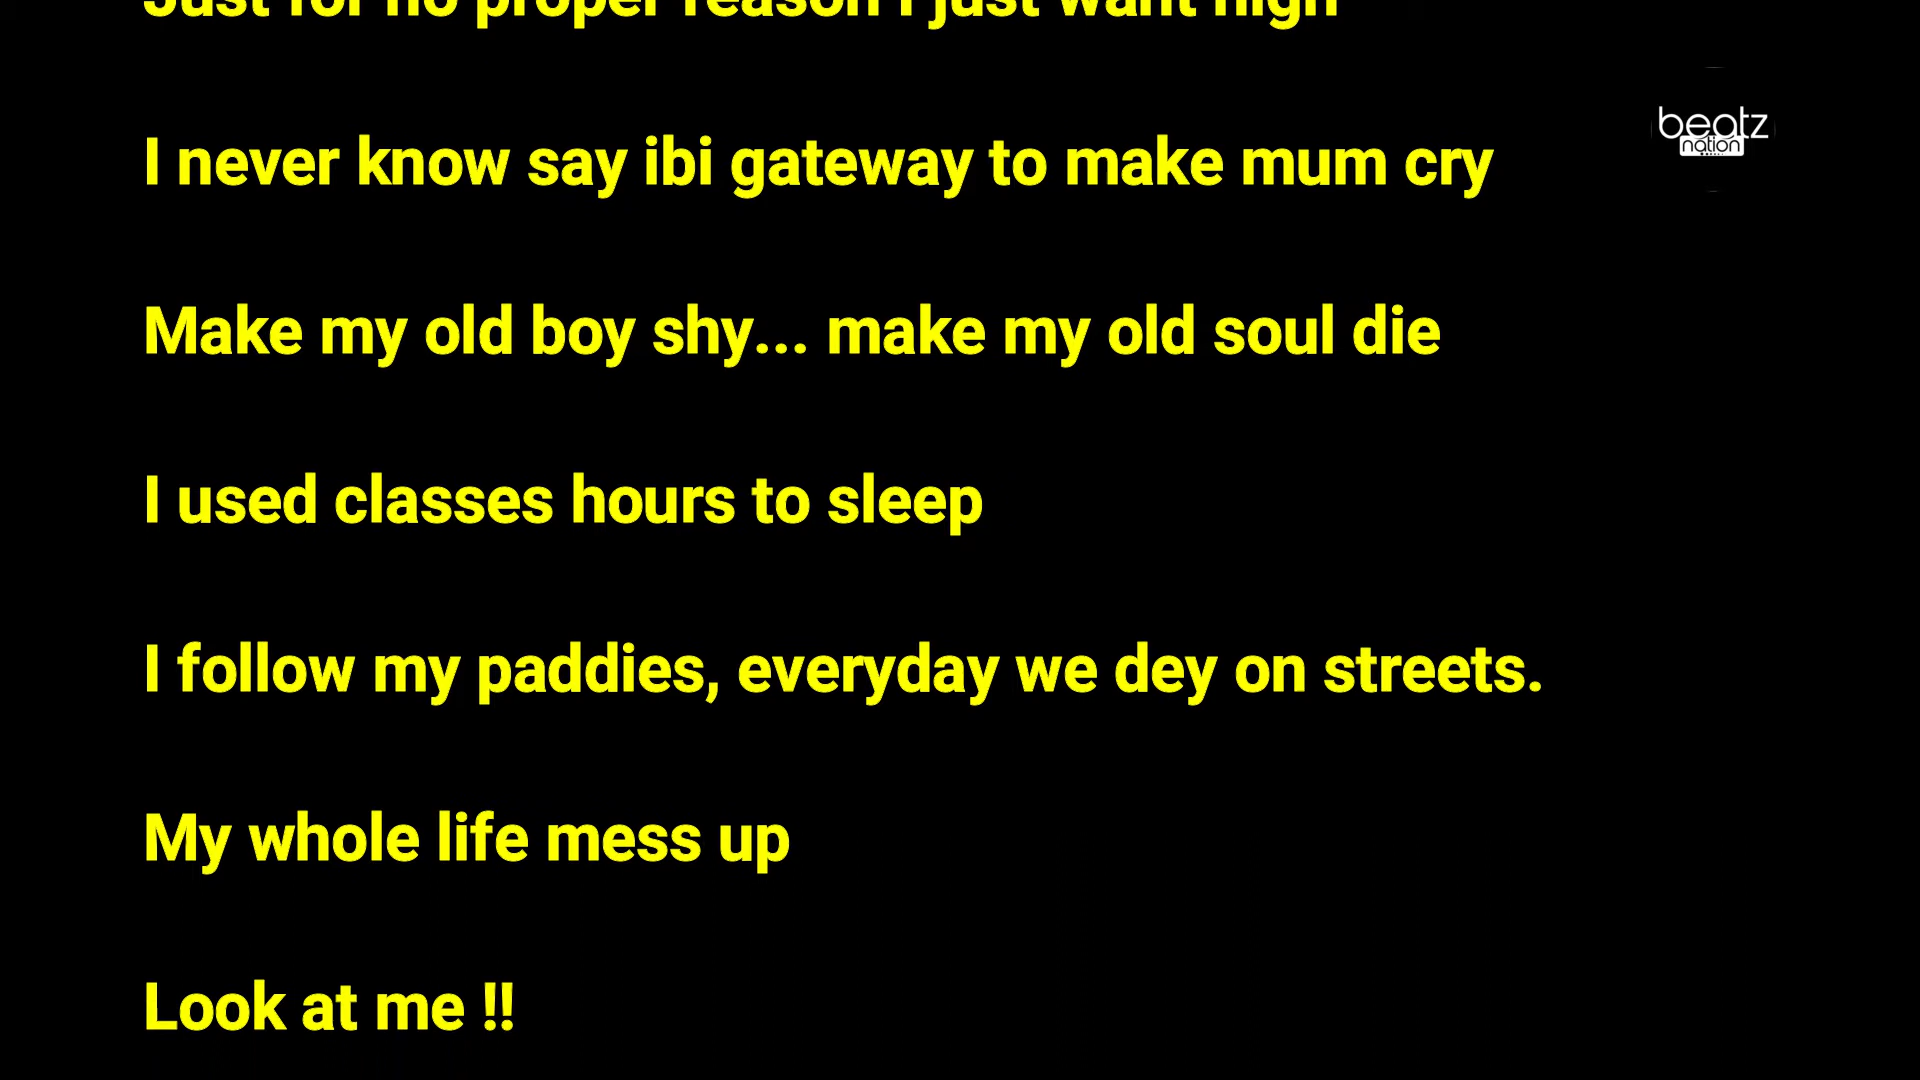 Just for no proper reason I just want high
beatz
nation
I never know say ibi gateway to make mum cry
Make my old boy shy... make my old soul die
I used classes hours to sleep
I follow my paddies, everyday we dey on streets.
My whole life mess up
Look at me !!